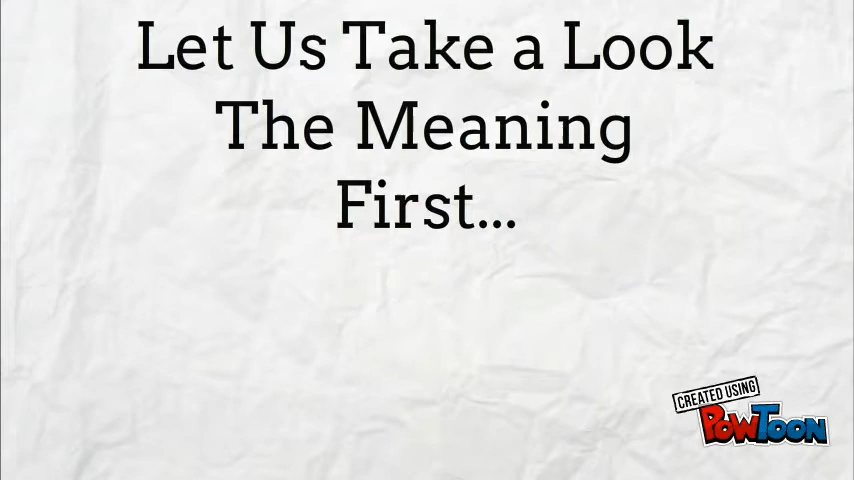 Let Us Take a Look
The Meaning
First...
CREATED USING
POWTOON